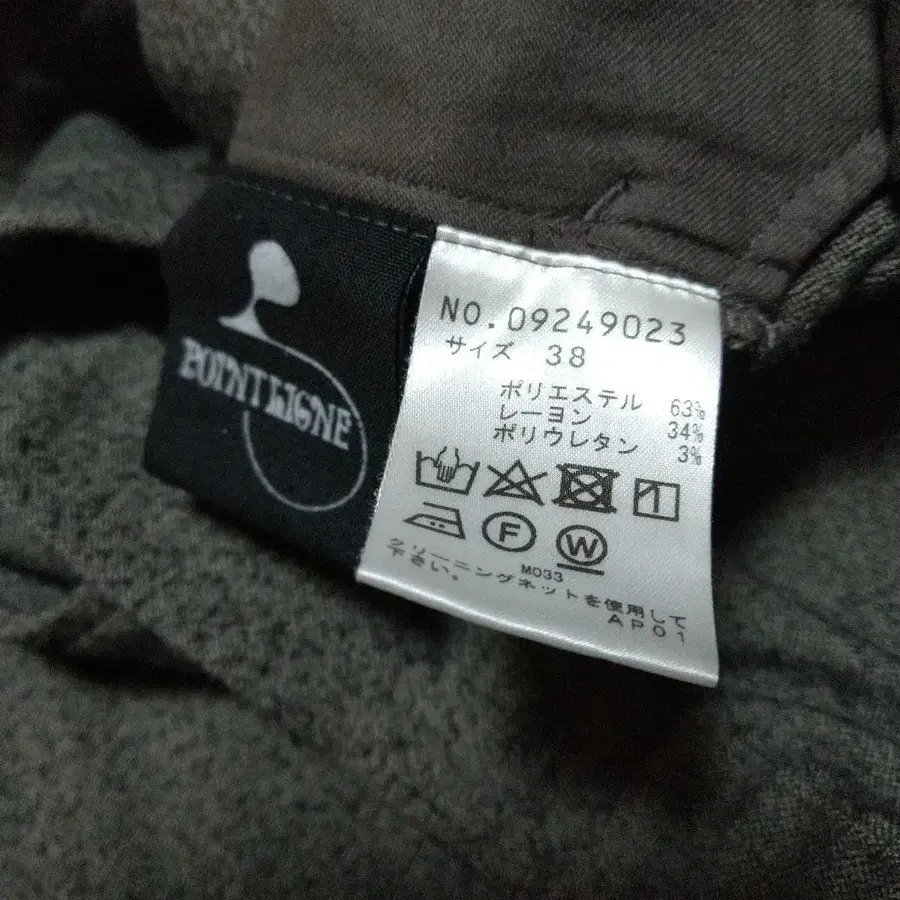 POINTLIGNE
NO.09249023
サイズ 38
ポリエステル 63%
レーヨン 34%
ポリウレタン 3%
F
W
M033
クリーニングネットを使用して
下さい。
AP01